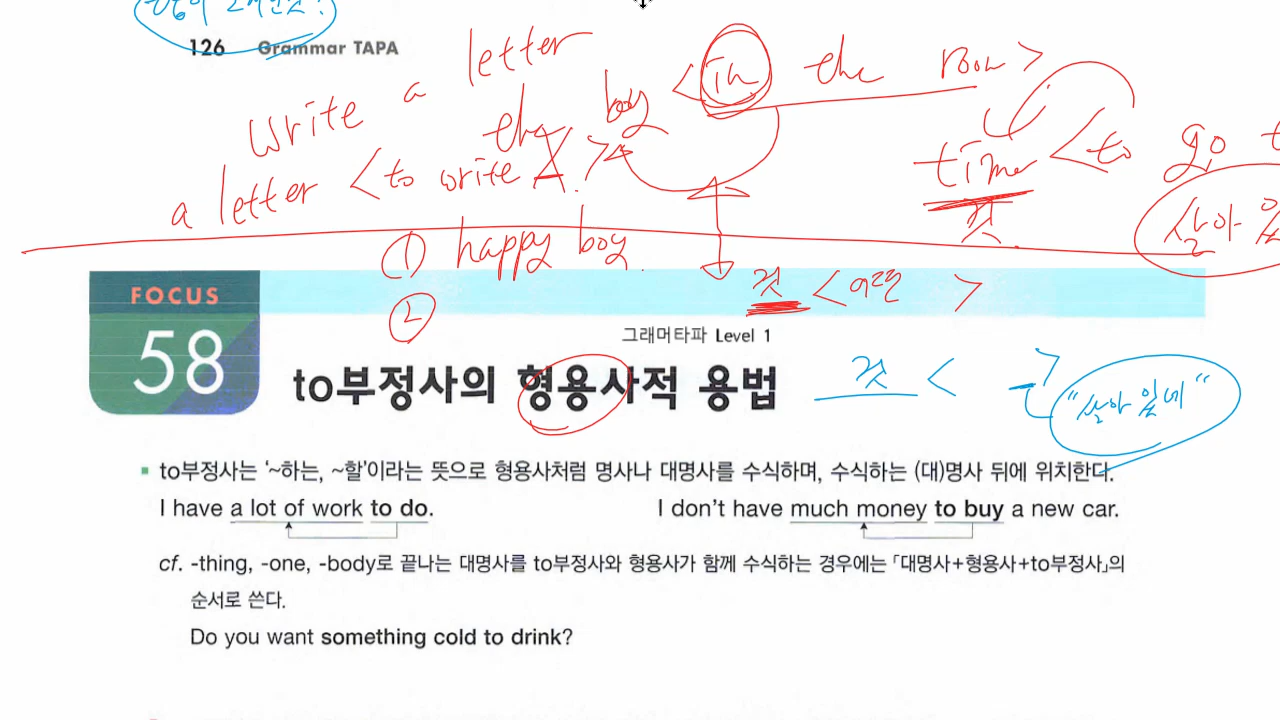 126 Grammar TAPA
write a letter
the boy <in the room>
a letter <to write A.>
time <to go t
것
살아 있
① happy boy
것 <어떤 >
②
FOCUS
58
그래머타파 Level 1
to부정사의 형용사적 용법
것 < >
"살아 있네"
to부정사는 '~하는, ~할'이라는 뜻으로 형용사처럼 명사나 대명사를 수식하며, 수식하는 (대)명사 뒤에 위치한다.
I have a lot of work to do.
I don't have much money to buy a new car.
cf. -thing, -one, -body로 끝나는 대명사를 to부정사와 형용사가 함께 수식하는 경우에는 「대명사+형용사+to부정사」의
순서로 쓴다.
Do you want something cold to drink?